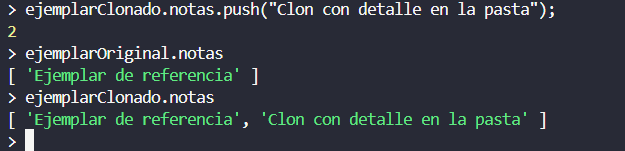 > ejemplarClonado.notas.push("Clon con detalle en la pasta");
2
> ejemplarOriginal.notas
[ 'Ejemplar de referencia' ]
> ejemplarClonado.notas
[ 'Ejemplar de referencia', 'Clon con detalle en la pasta' ]
>